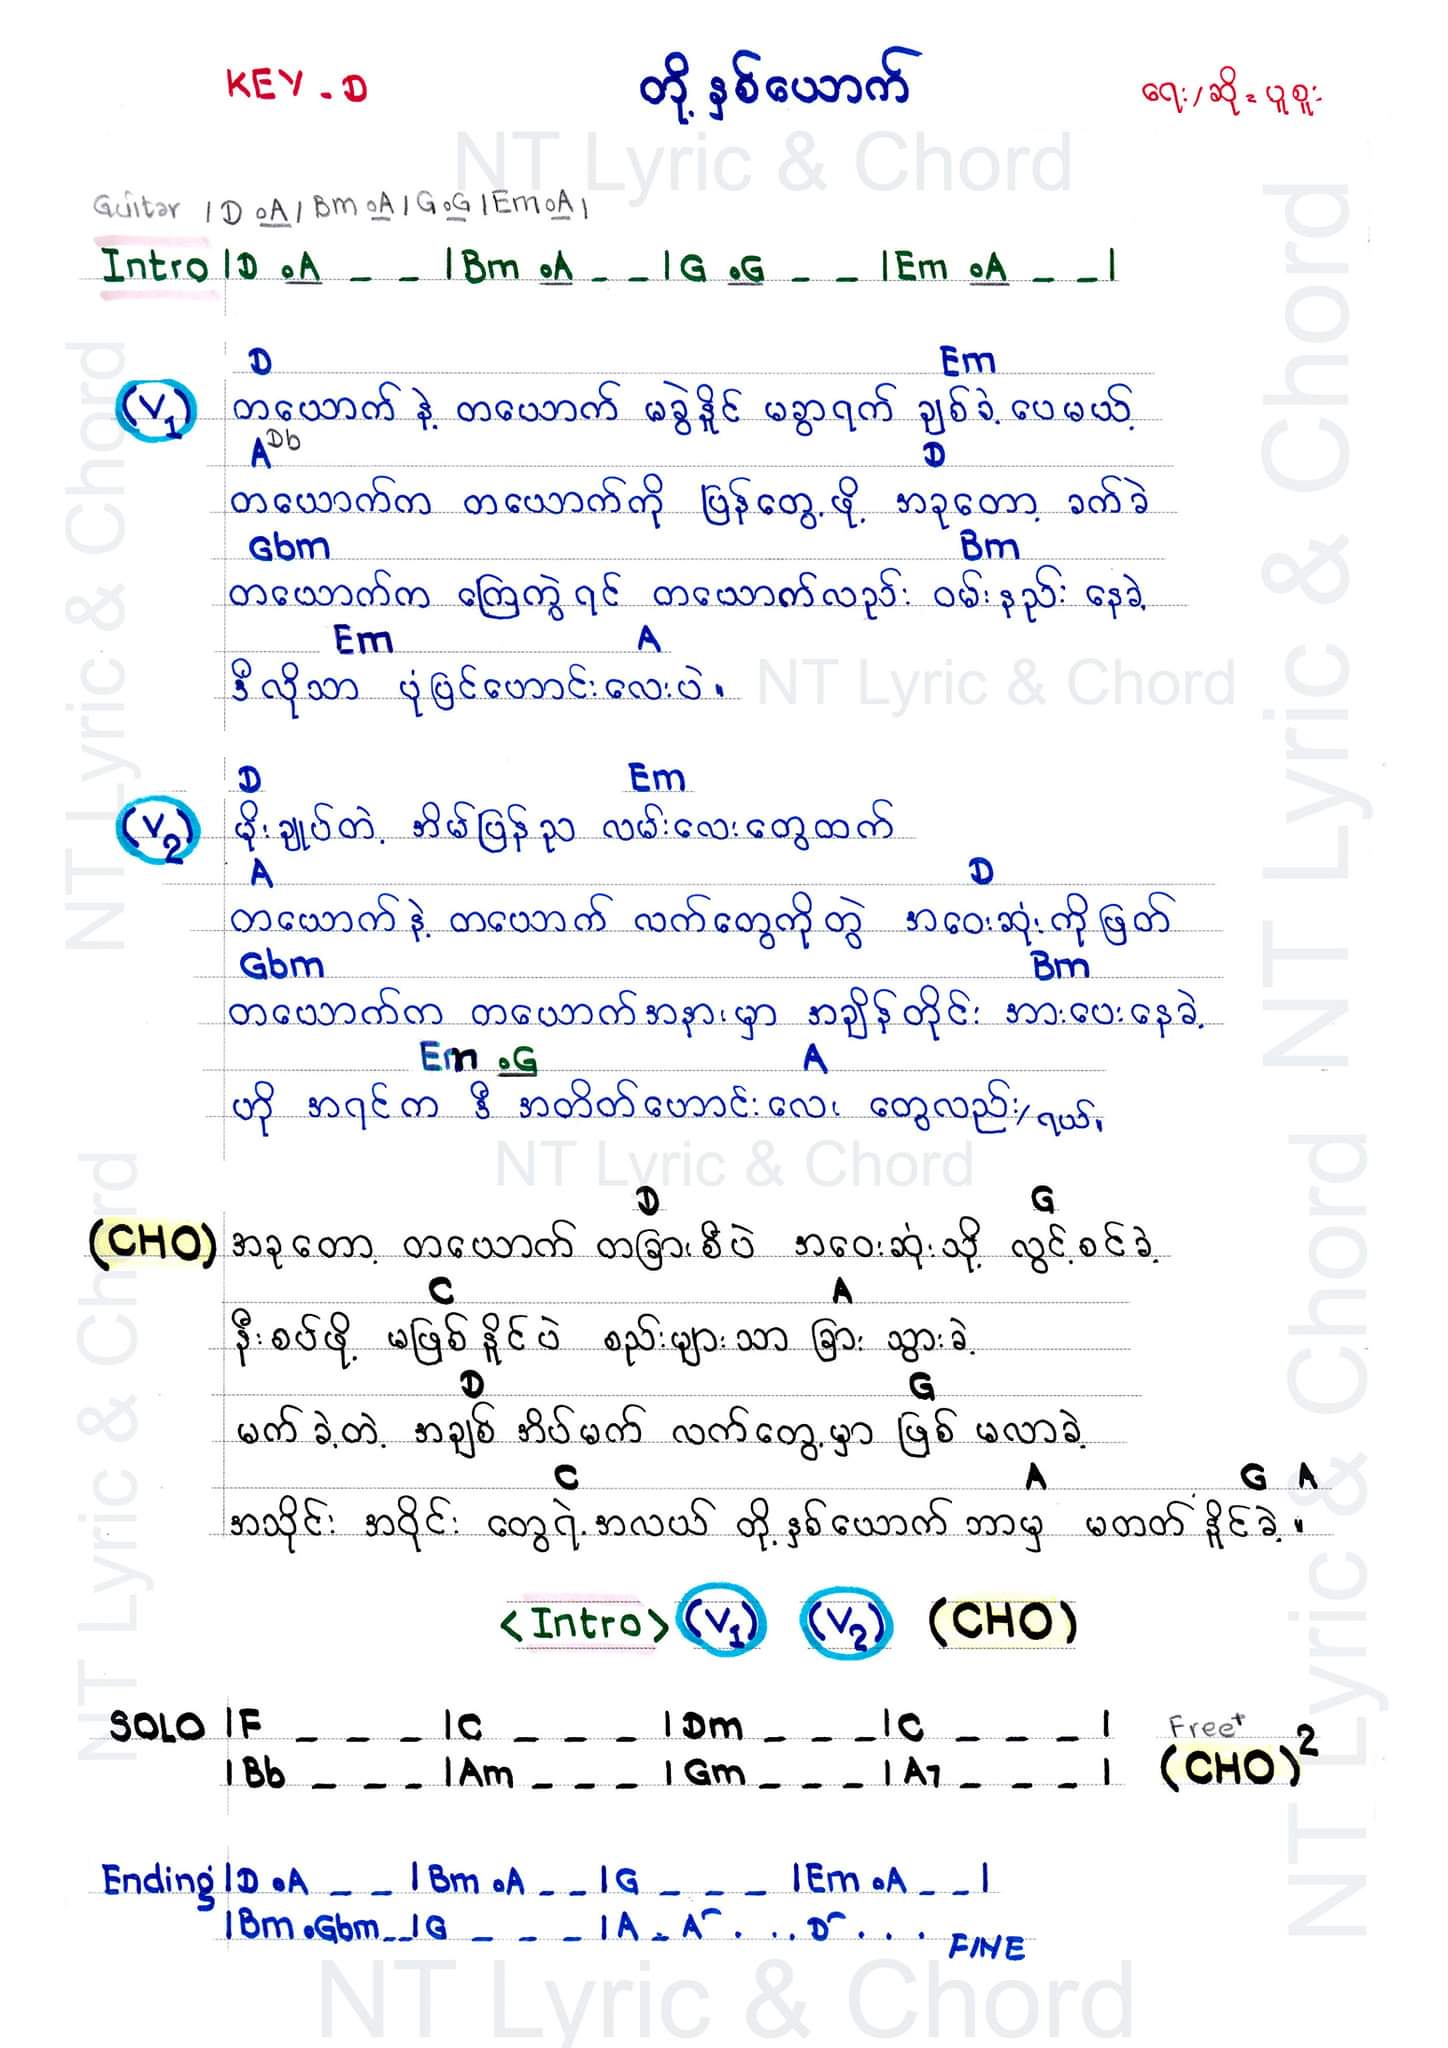 KEY - D
တို့နှစ်ယောက်
ရေး/ဆို = ပူစူး
NT Lyric & Chord
Guitar | D .A | Bm .A | G .G | Em .A |
Intro | D .A _ _ | Bm .A _ _ | G .G _ _ | Em .A _ _ |
D Em
(V1) တယောက်နဲ့ တယောက် မခွဲနိုင် မခွာရက် ချစ်ခဲ့ပေမယ့်
A Db D
တယောက်က တယောက်ကို ပြန်တွေ့ဖို့ အခုတော့ ခက်ခဲ
Gbm Bm
တယောက်က ကြေကွဲရင် တယောက်လည်း ဝမ်းနည်း နေခဲ့
Em A
ဒီလိုသာ ပုံပြင်ဟောင်းလေးပဲ။
NT Lyric & Chord
D Em
(V2) မိုးချုပ်တဲ့ အိမ်ပြန်ည လမ်းလေးတွေထက်
A D
တယောက်နဲ့ တယောက် လက်တွေကိုတွဲ အဝေးဆုံးကိုဖြတ်
Gbm Bm
တယောက်က တယောက်အနားမှာ အချိန်တိုင်း အားပေးနေခဲ့
Em .G A
ဟို အရင်က ဒီ အတိတ်ဟောင်းလေး တွေလည်း/ရယ်။
NT Lyric & Chord
D G
(CHO) အခုတော့ တယောက် တခြားစီပဲ အဝေးဆုံးသို့ လွင့်စင်ခဲ့
C A
နီးစပ်ဖို့ မဖြစ်နိုင်ပဲ စည်းများသာ ခြား သွားခဲ့
D G
မက်ခဲ့တဲ့ အချစ် အိပ်မက် လက်တွေ့မှာ ဖြစ် မလာခဲ့
C A G A
အသိုင်း အဝိုင်း တွေရဲ့အလယ် တို့နှစ်ယောက် ဘာမှ မတတ်နိုင်ခဲ့။
<Intro> (V1) (V2) (CHO)
SOLO | F _ _ _ | C _ _ _ | Dm _ _ _ | C _ _ _ | Free+
| Bb _ _ _ | Am _ _ _ | Gm _ _ _ | A7 _ _ _ | (CHO)2
Ending | D .A _ _ | Bm .A _ _ | G _ _ _ | Em .A _ _ |
| Bm .Gbm _ _ | G _ _ _ | A . A^ . . . D^ . . . FINE
NT Lyric & Chord
NT Lyric & Chord
NT Lyric & Chord
NT Lyric & Chord
NT Lyric & Chord